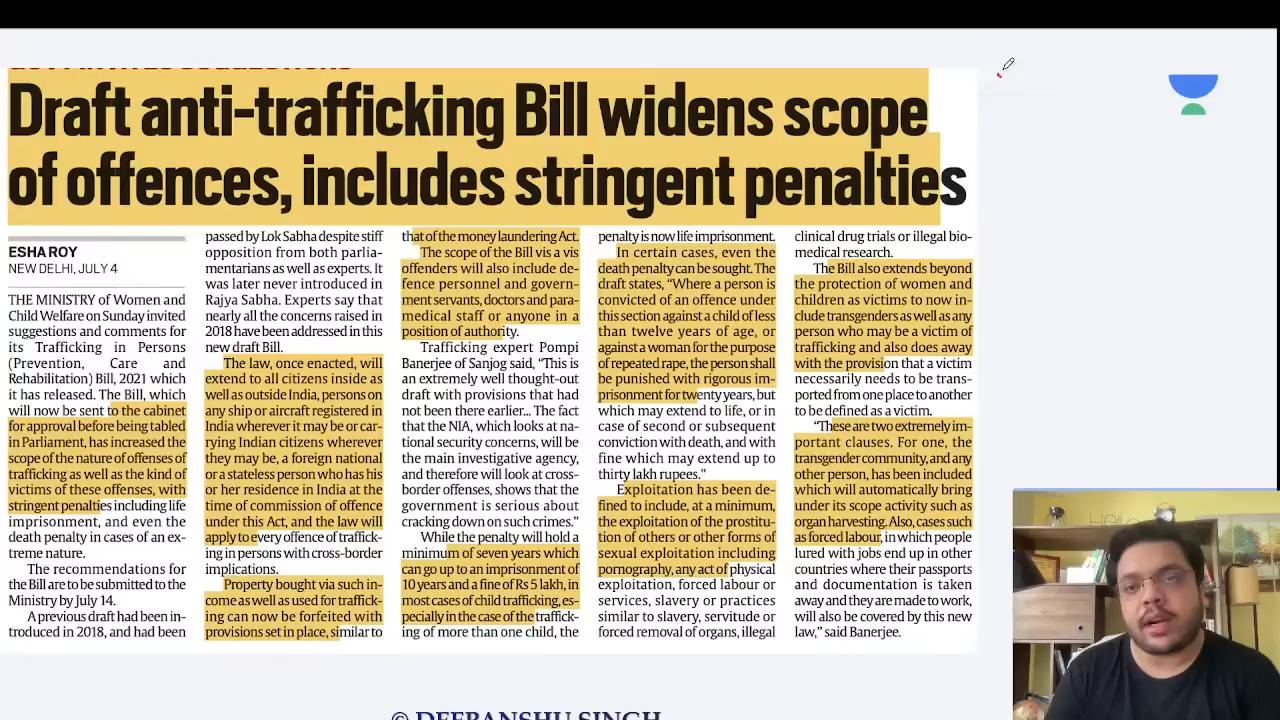 Draft anti-trafficking Bill widens scope
of offences, includes stringent penalties
ESHA ROY
NEW DELHI, JULY 4
THE MINISTRY of Women and
Child Welfare on Sunday invited
suggestions and comments for
its Trafficking in Persons
(Prevention, Care and
Rehabilitation) Bill, 2021 which
it has released. The Bill, which
will now be sent to the cabinet
for approval before being tabled
in Parliament, has increased the
scope of the nature of offenses of
trafficking as well as the kind of
victims of these offenses, with
stringent penalties including life
imprisonment, and even the
death penalty in cases of an ex-
treme nature.
The recommendations for
the Bill are to be submitted to the
Ministry by July 14.
A previous draft had been in-
troduced in 2018, and had been
passed by Lok Sabha despite stiff
opposition from both parlia-
mentarians as well as experts. It
was later never introduced in
Rajya Sabha. Experts say that
nearly all the concerns raised in
2018 have been addressed in this
new draft Bill.
The law, once enacted, will
extend to all citizens inside as
well as outside India, persons on
any ship or aircraft registered in
India wherever it may be or car-
rying Indian citizens wherever
they may be, a foreign national
or a stateless person who has his
or her residence in India at the
time of commission of offence
under this Act, and the law will
apply to every offence of traffick-
ing in persons with cross-border
implications.
Property bought via such in-
come as well as used for traffick-
ing can now be forfeited with
provisions set in place, similar to
that of the money laundering Act.
The scope of the Bill vis a vis
offenders will also include de-
fence personnel and govern-
ment servants, doctors and para-
medical staff or anyone in a
position of authority.
Trafficking expert Pompi
Banerjee of Sanjog said, “This is
an extremely well thought-out
draft with provisions that had
not been there earlier... The fact
that the NIA, which looks at na-
tional security concerns, will be
the main investigative agency,
and therefore will look at cross-
border offenses, shows that the
government is serious about
cracking down on such crimes.”
While the penalty will hold a
minimum of seven years which
can go up to an imprisonment of
10 years and a fine of Rs 5 lakh, in
most cases of child trafficking, es-
pecially in the case of the traffick-
ing of more than one child, the
penalty is now life imprisonment.
In certain cases, even the
death penalty can be sought. The
draft states, “Where a person is
convicted of an offence under
this section against a child of less
than twelve years of age, or
against a woman for the purpose
of repeated rape, the person shall
be punished with rigorous im-
prisonment for twenty years, but
which may extend to life, or in
case of second or subsequent
conviction with death, and with
fine which may extend up to
thirty lakh rupees.”
Exploitation has been de-
fined to include, at a minimum,
the exploitation of the prostitu-
tion of others or other forms of
sexual exploitation including
pornography, any act of physical
exploitation, forced labour or
services, slavery or practices
similar to slavery, servitude or
forced removal of organs, illegal
clinical drug trials or illegal bio-
medical research.
The Bill also extends beyond
the protection of women and
children as victims to now in-
clude transgenders as well as any
person who may be a victim of
trafficking and also does away
with the provision that a victim
necessarily needs to be trans-
ported from one place to another
to be defined as a victim.
“These are two extremely im-
portant clauses. For one, the
transgender community, and any
other person, has been included
which will automatically bring
under its scope activity such as
organ harvesting. Also, cases such
as forced labour, in which people
lured with jobs end up in other
countries where their passports
and documentation is taken
away and they are made to work,
will also be covered by this new
law,” said Banerjee.
© DEEPANSHU SINGH